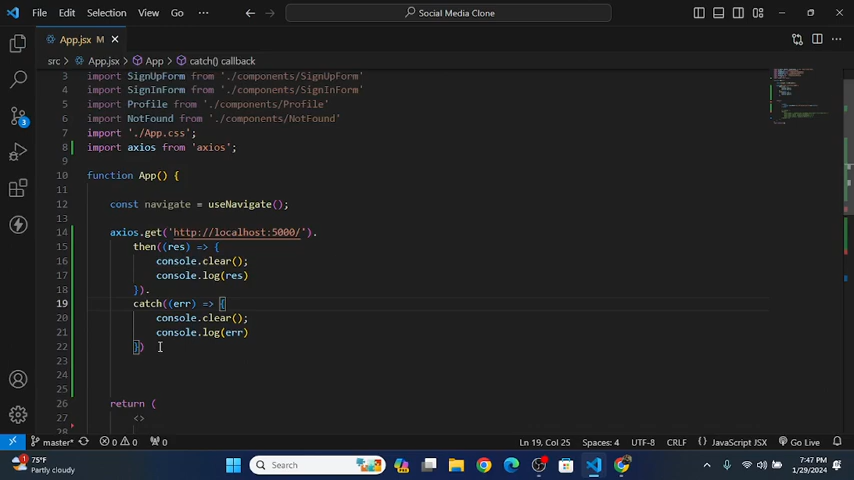 File Edit Selection View Go ··· Social Media Clone
App.jsx M
src > App.jsx > App > catch() callback
3 import SignUpForm from './components/SignUpForm'
4 import SignInForm from './components/SignInForm'
5 import Profile from './components/Profile'
6 import NotFound from './components/NotFound'
7 import './App.css';
8 import axios from 'axios';
9
10 function App() {
11
12 const navigate = useNavigate();
13
14 axios.get('http://localhost:5000/').
15 then((res) => {
16 console.clear();
17 console.log(res)
18 }).
19 catch((err) => {
20 console.clear();
21 console.log(err)
22 })
23
24
25
26 return (
27 <>
28
3
master* 0 0 0 Ln 19, Col 25 Spaces: 4 UTF-8 CRLF { } JavaScript JSX Go Live
75°F
Partly cloudy
Search
7:47 PM
1/29/2024